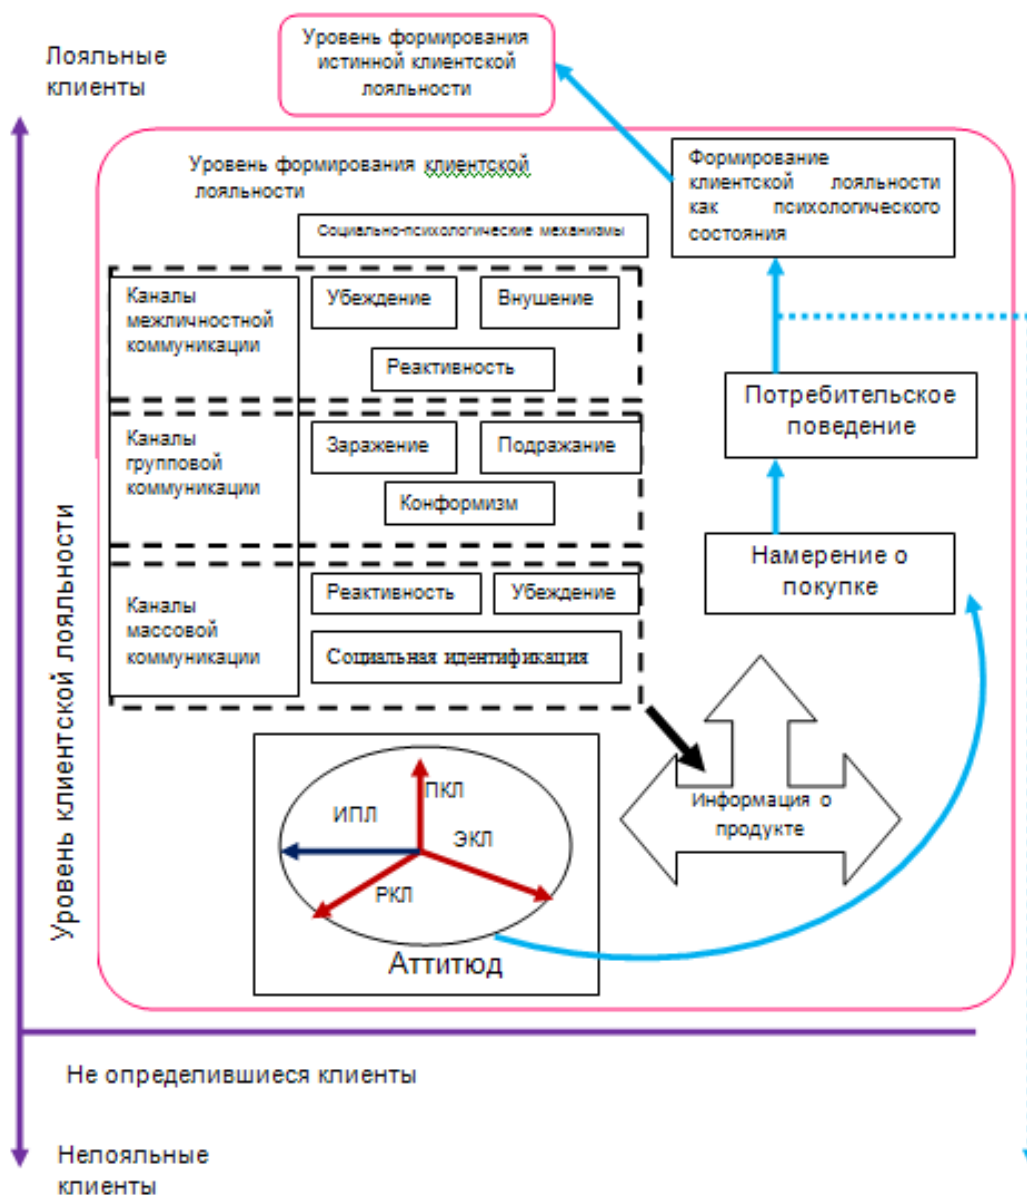 Лояльные
клиенты
Уровень формирования
истинной клиентской
лояльности
Уровень формирования клиентской
лояльности
Формирование
клиентской лояльности
как психологического
состояния
Социально-психологические механизмы
Каналы
межличностной
коммуникации
Убеждение
Внушение
Реактивность
Каналы
групповой
коммуникации
Заражение
Подражание
Конформизм
Каналы
массовой
коммуникации
Реактивность
Убеждение
Социальная идентификация
Потребительское
поведение
Намерение о
покупке
Информация о
продукте
ПКЛ
ИПЛ
ЭКЛ
РКЛ
Аттитюд
Уровень клиентской лояльности
Не определившиеся клиенты
Нелояльные
клиенты